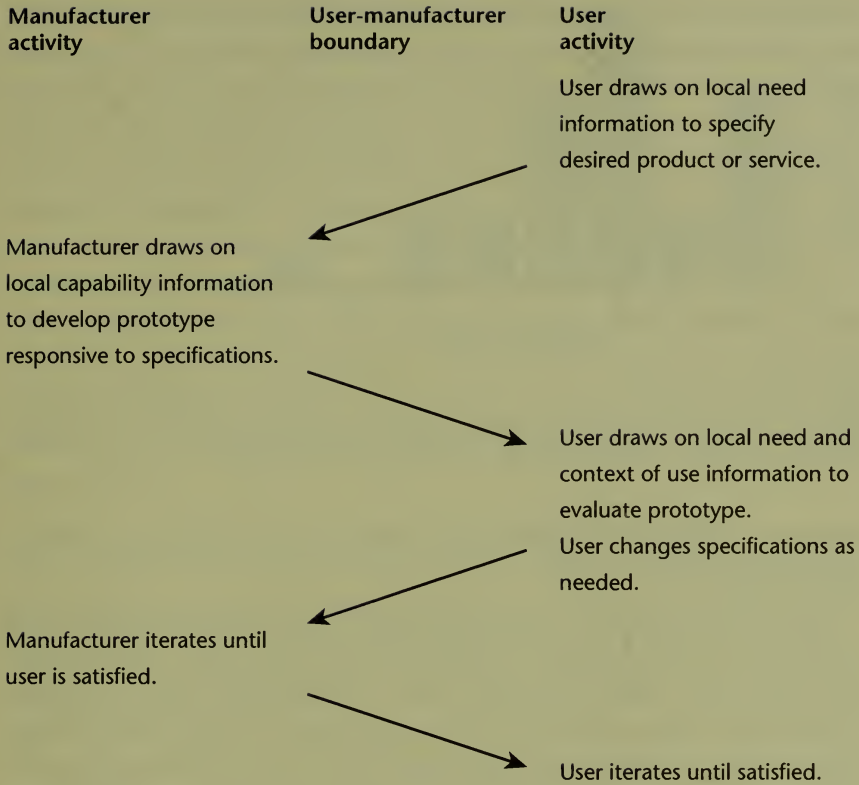 Manufacturer activity
User-manufacturer boundary
User activity
User draws on local need
information to specify
desired product or service.
Manufacturer draws on
local capability information
to develop prototype
responsive to specifications.
User draws on local need and
context of use information to
evaluate prototype.
User changes specifications as
needed.
Manufacturer iterates until
user is satisfied.
User iterates until satisfied.